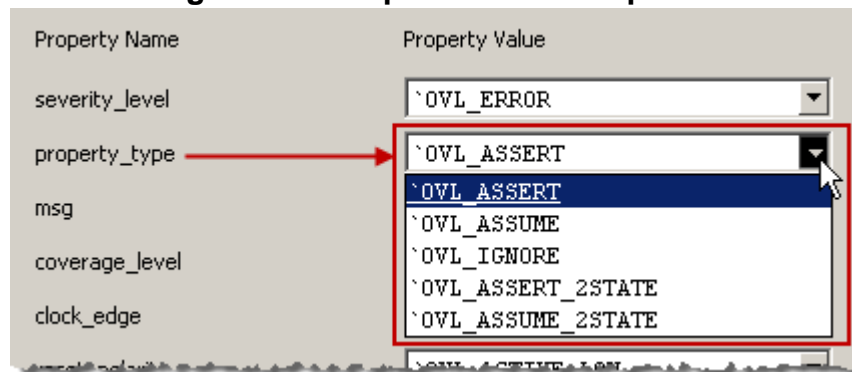 Property Name Property Value
severity_level `OVL_ERROR
property_type `OVL_ASSERT
`OVL_ASSERT
msg
`OVL_ASSUME
`OVL_IGNORE
coverage_level
`OVL_ASSERT_2STATE
clock_edge
`OVL_ASSUME_2STATE